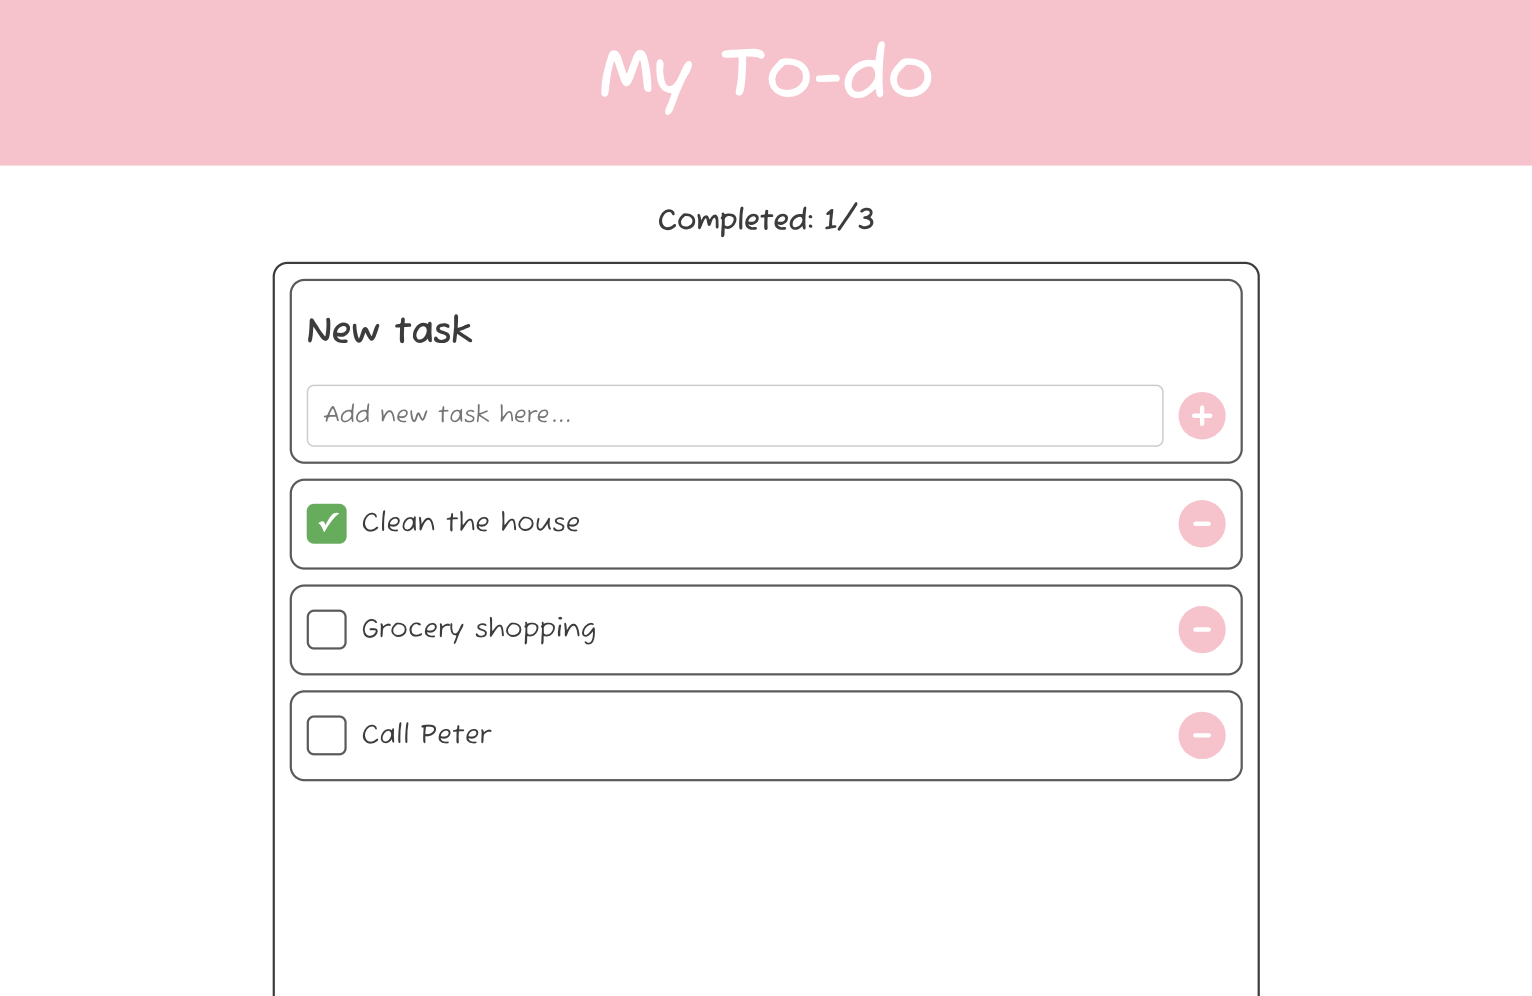 My To-do
Completed: 1/3
New task
Add new task here...
Clean the house
Grocery shopping
Call Peter